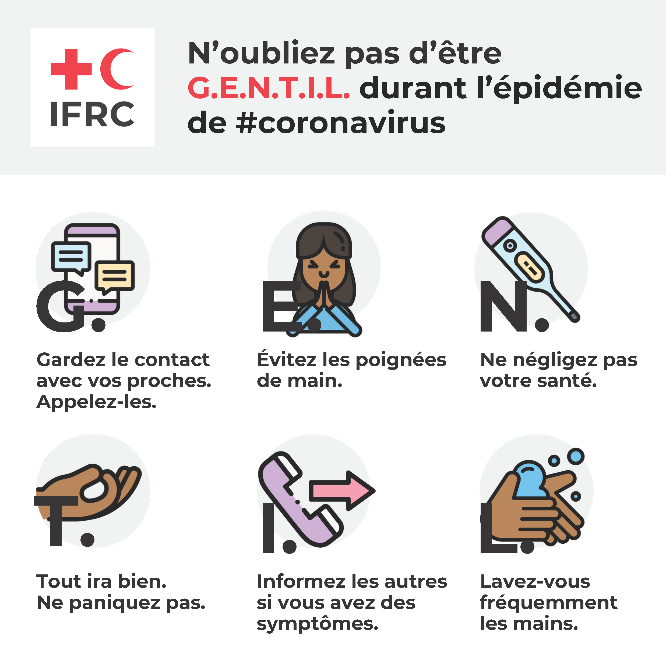 IFRC
N’oubliez pas d’être
G.E.N.T.I.L. durant l’épidémie
de #coronavirus
G.
Gardez le contact
avec vos proches.
Appelez-les.
E.
Évitez les poignées
de main.
N.
Ne négligez pas
votre santé.
T.
Tout ira bien.
Ne paniquez pas.
I.
Informez les autres
si vous avez des
symptômes.
L.
Lavez-vous
fréquemment
les mains.